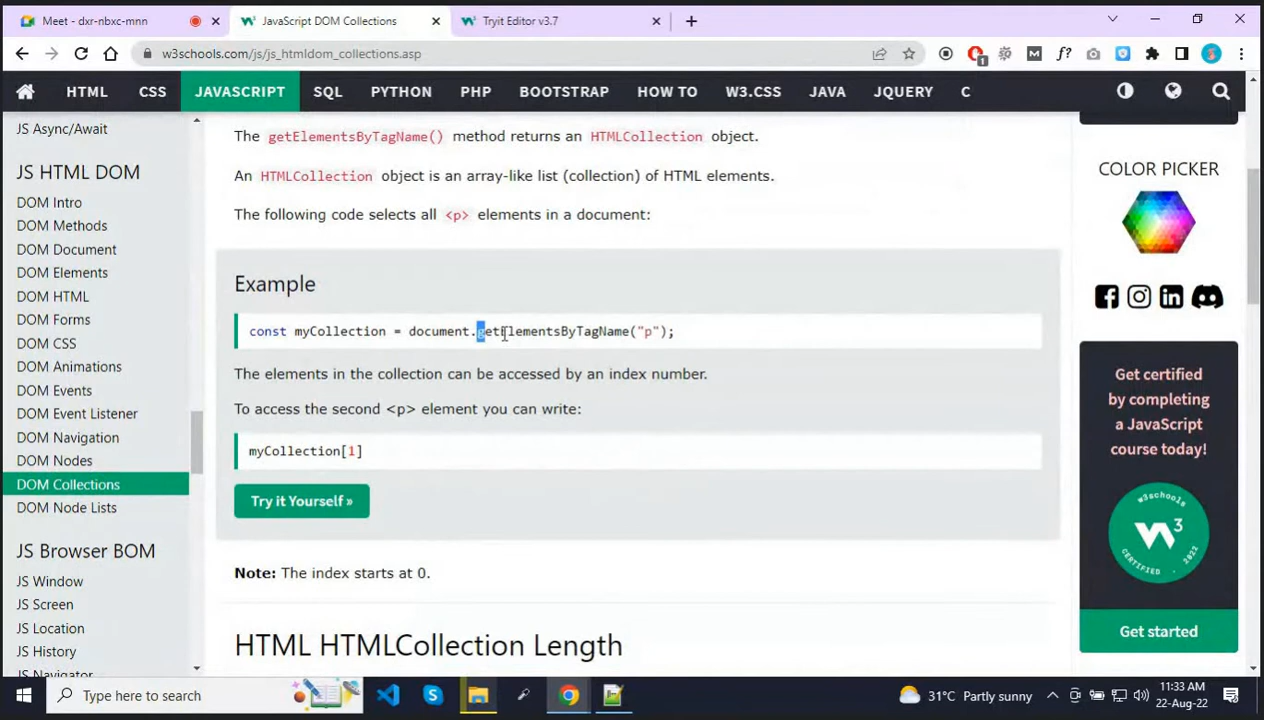 Meet - dxr-nbxc-mnn
JavaScript DOM Collections
Tryit Editor v3.7
w3schools.com/js/js_htmldom_collections.asp
1
HTML CSS JAVASCRIPT SQL PYTHON PHP BOOTSTRAP HOW TO W3.CSS JAVA JQUERY C
JS Async/Await
JS HTML DOM
DOM Intro
DOM Methods
DOM Document
DOM Elements
DOM HTML
DOM Forms
DOM CSS
DOM Animations
DOM Events
DOM Event Listener
DOM Navigation
DOM Nodes
DOM Collections
DOM Node Lists
JS Browser BOM
JS Window
JS Screen
JS Location
JS History
JS Navigator
The getElementsByTagName() method returns an HTMLCollection object.
An HTMLCollection object is an array-like list (collection) of HTML elements.
The following code selects all <p> elements in a document:
Example
const myCollection = document.getElementsByTagName("p");
The elements in the collection can be accessed by an index number.
To access the second <p> element you can write:
myCollection[1]
Try it Yourself »
Note: The index starts at 0.
HTML HTMLCollection Length
COLOR PICKER
Get certified
by completing
a JavaScript
course today!
w3schools
W3
CERTIFIED . 2022
Get started
Type here to search
31°C Partly sunny
11:33 AM
22-Aug-22